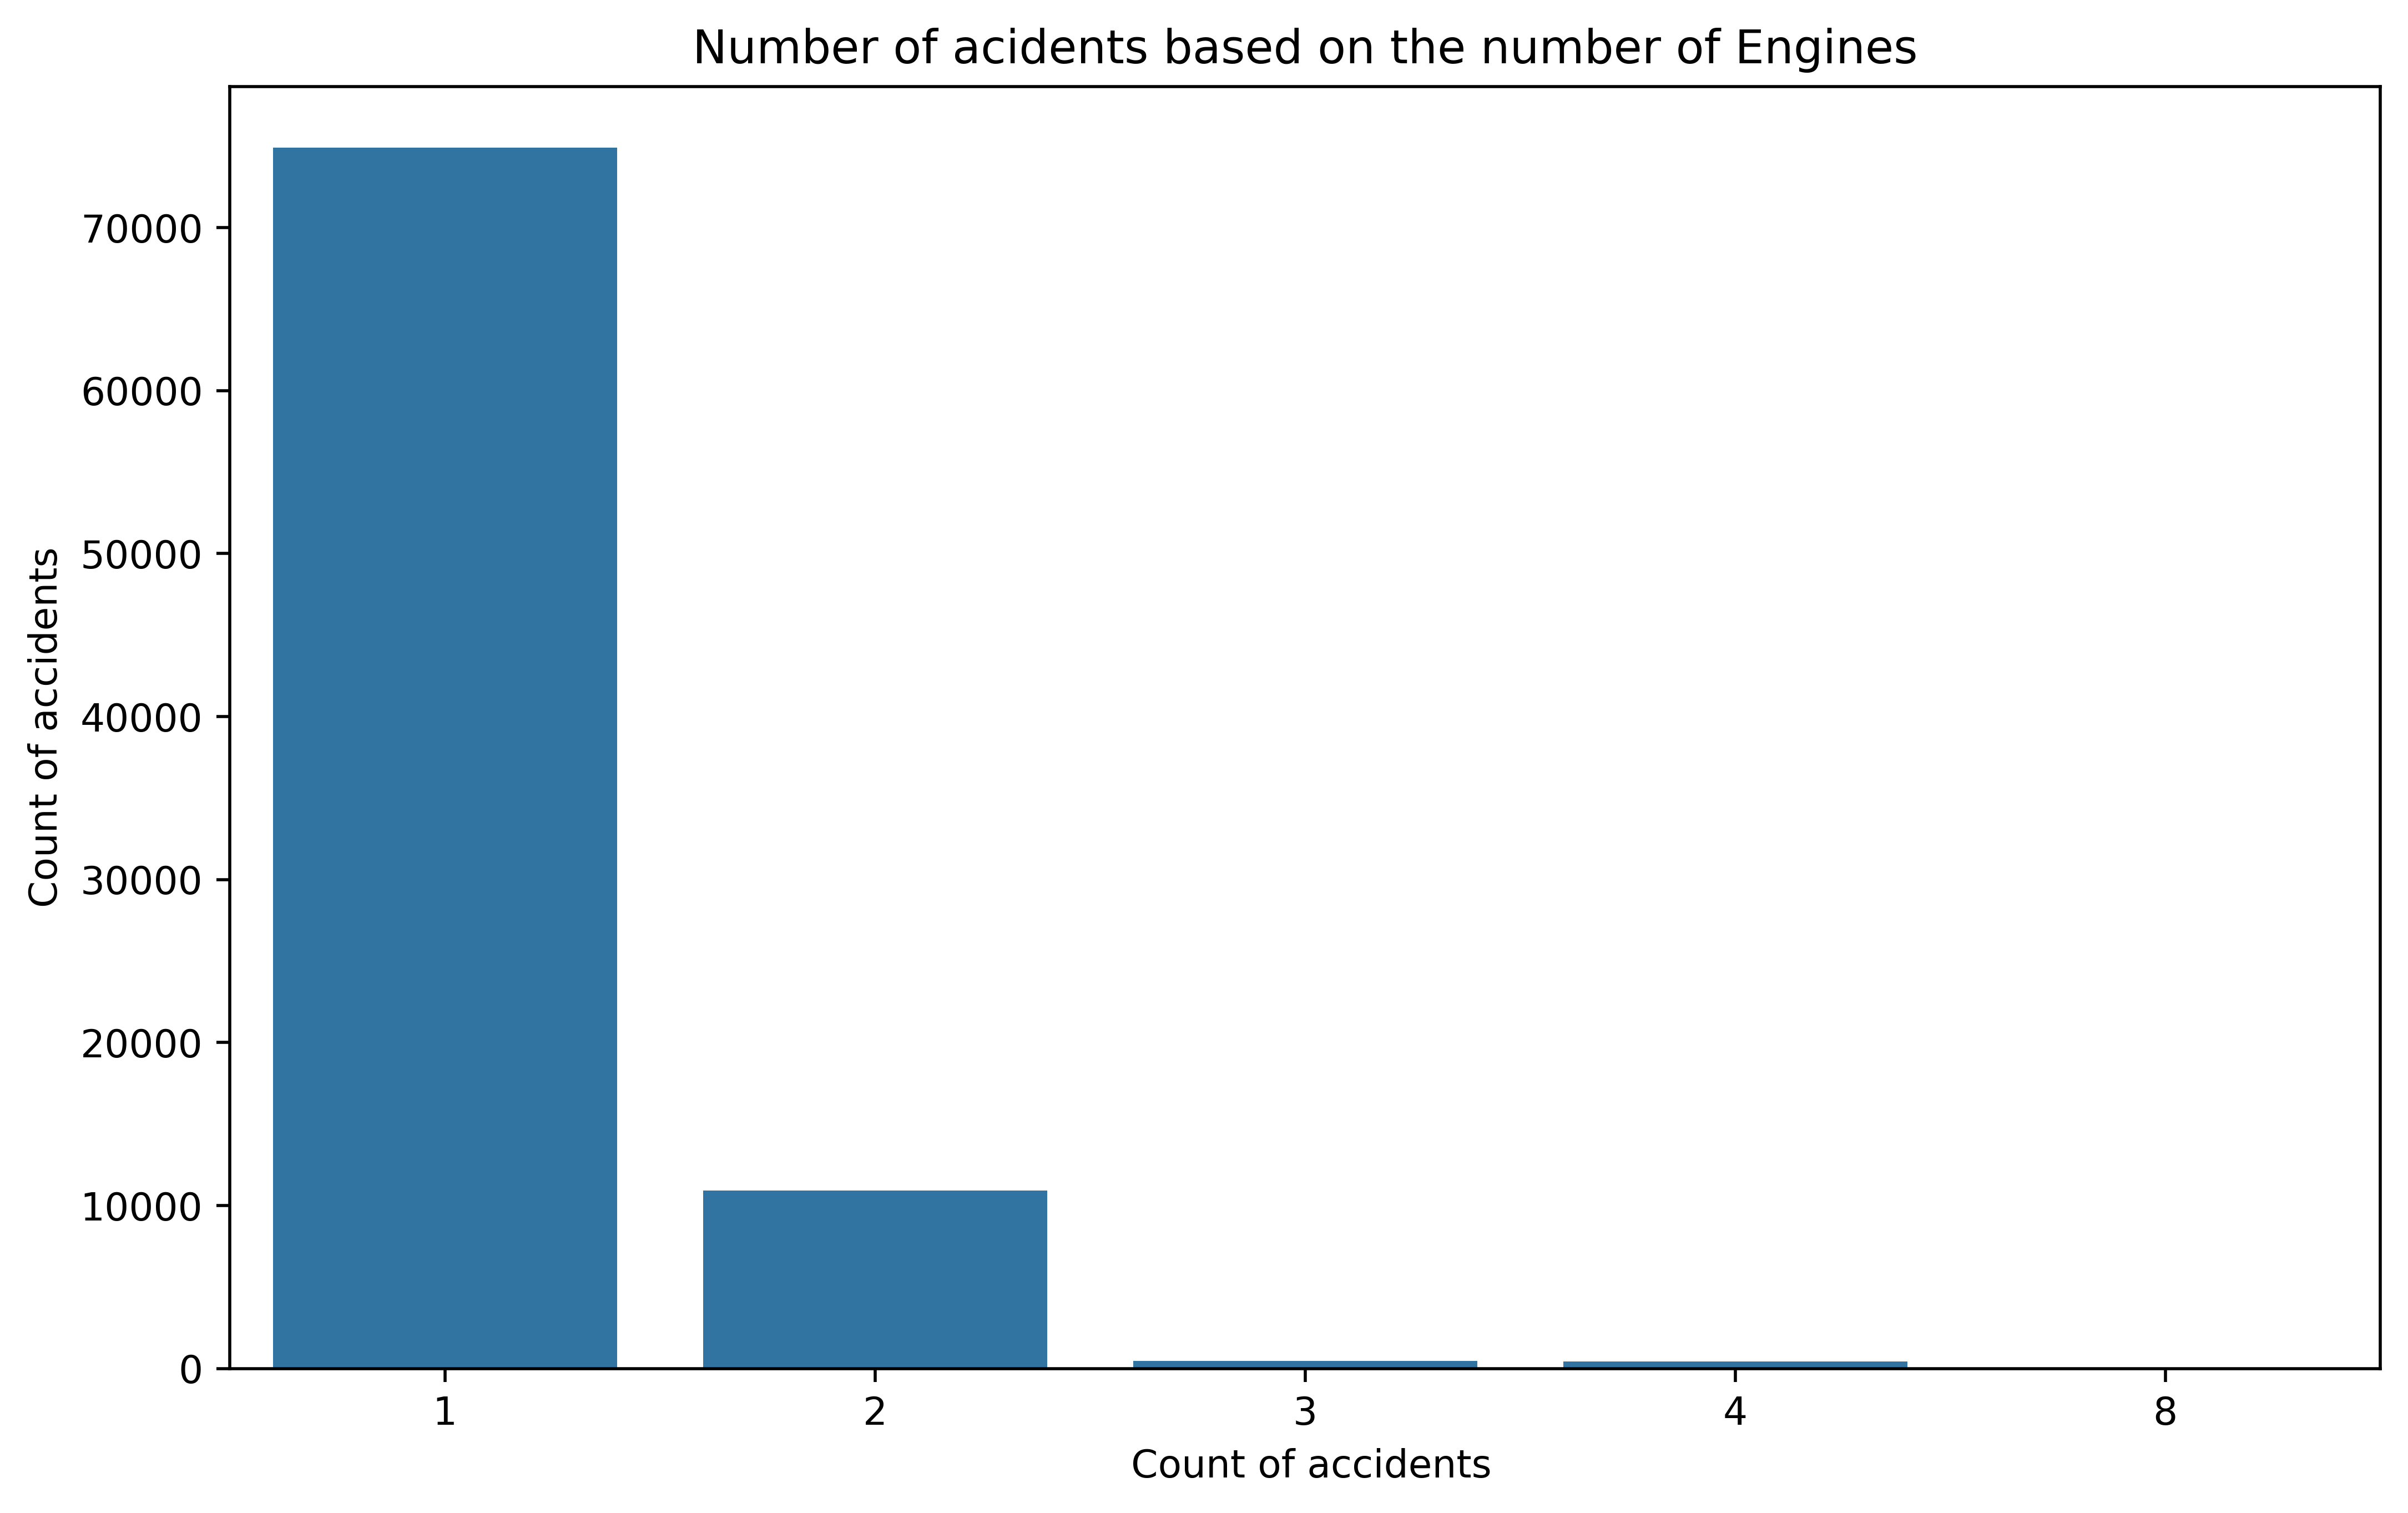 Number of acidents based on the number of Engines
Count of accidents
70000
60000
50000
40000
30000
20000
10000
0
1 2 3 4 8
Count of accidents